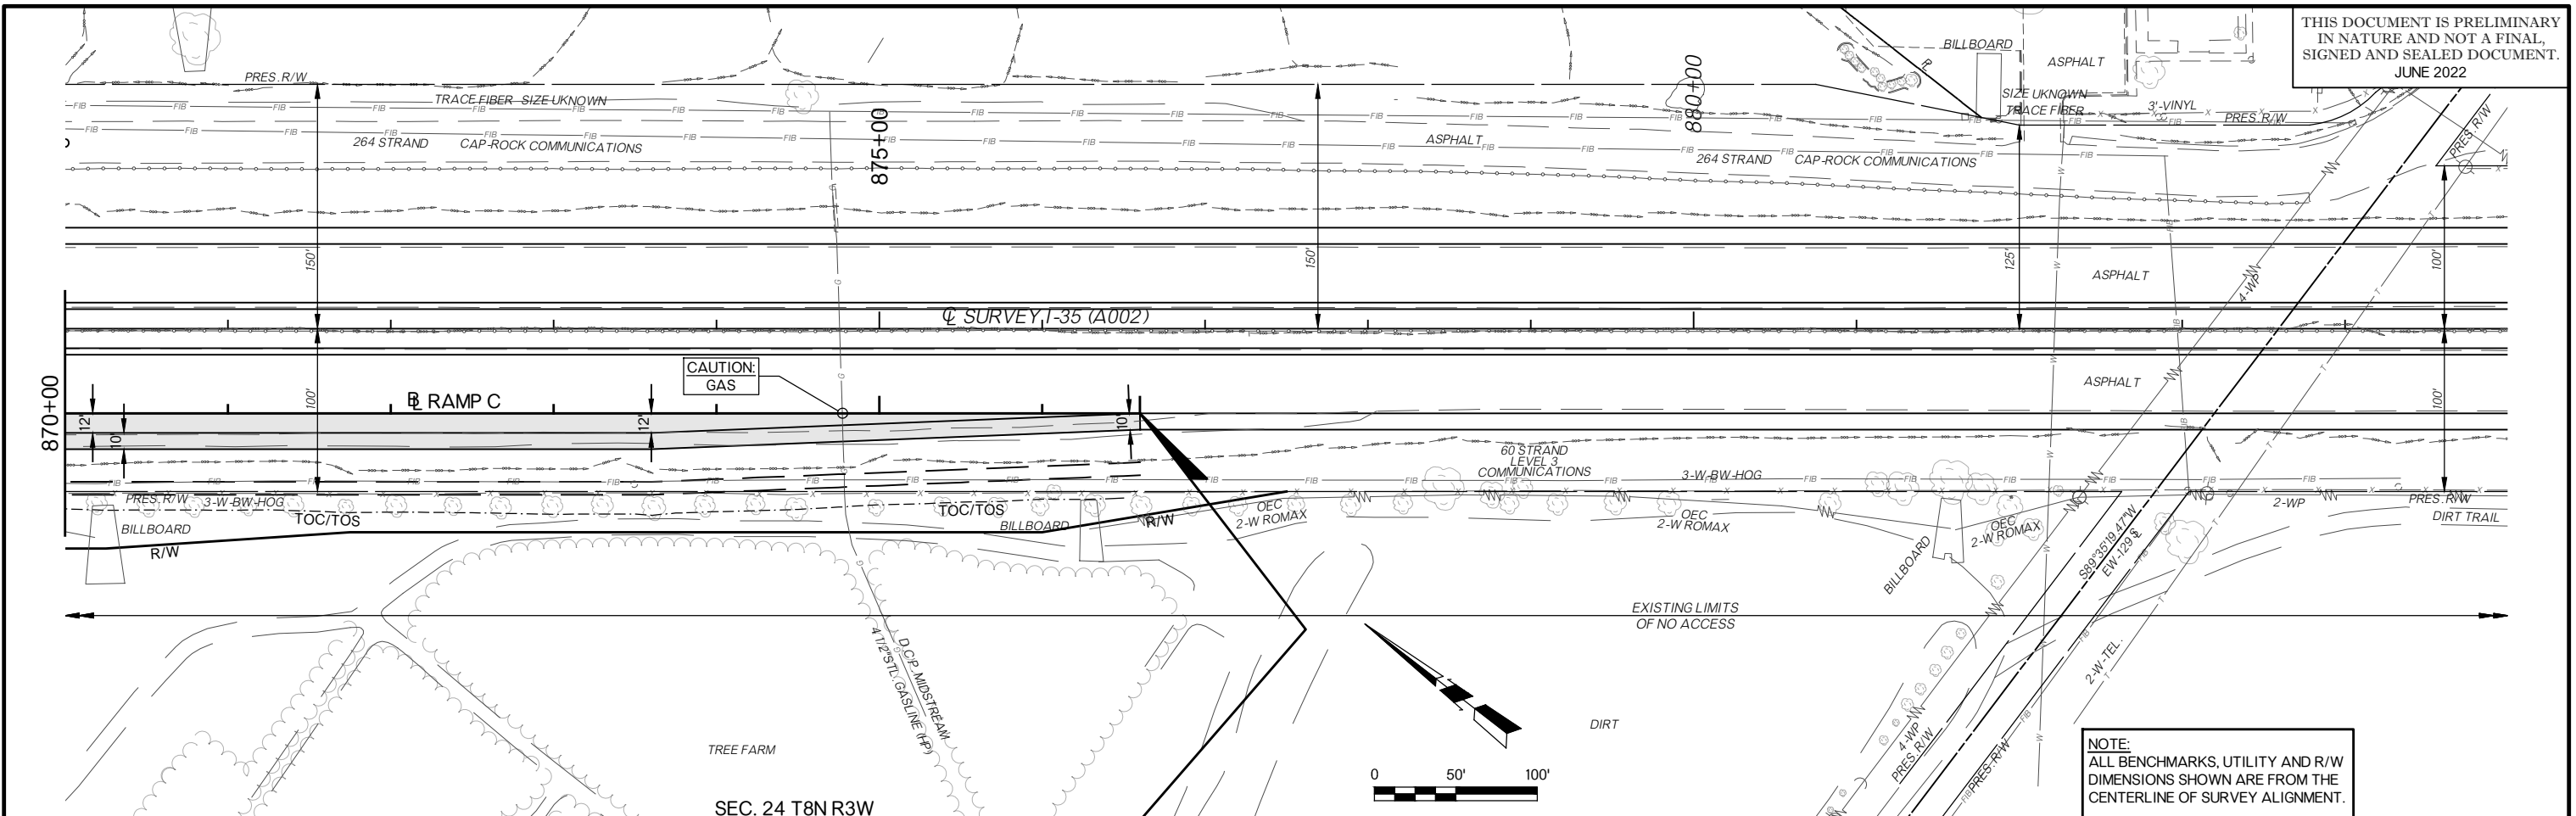 THIS DOCUMENT IS PRELIMINARY
IN NATURE AND NOT A FINAL,
SIGNED AND SEALED DOCUMENT.
JUNE 2022
BILLBOARD
ASPHALT
PRES. R/W
TRACE FIBER SIZE UKNOWN
SIZE UKNOWN
TRACE FIBER
3'-VINYL
PRES. R/W
PRES. R/W
264 STRAND
CAP-ROCK COMMUNICATIONS
875+00
880+00
ASPHALT
264 STRAND
CAP-ROCK COMMUNICATIONS
150'
150'
125'
100'
ASPHALT
4-WP
℄ SURVEY I-35 (A002)
CAUTION:
GAS
ASPHALT
870+00
RAMP C
12'
10'
100'
12'
10'
100'
60 STRAND
LEVEL 3
COMMUNICATIONS
3-W-BW-HOG
PRES. R/W
3-W-BW-HOG
TOC/TOS
TOC/TOS
BILLBOARD
BILLBOARD
R/W
R/W
OEC
2-W ROMAX
OEC
2-W ROMAX
OEC
2-W ROMAX
BILLBOARD
S89°35'19.47"W
EW-129
2-WP
PRES. R/W
DIRT TRAIL
EXISTING LIMITS
OF NO ACCESS
D.C.P. MIDSTREAM
4 1/2" STL. GASLINE (HP)
2-W-TEL.
TREE FARM
DIRT
4-WP
PRES. R/W
PRES. R/W
0 50' 100'
SEC. 24 T8N R3W
NOTE:
ALL BENCHMARKS, UTILITY AND R/W
DIMENSIONS SHOWN ARE FROM THE
CENTERLINE OF SURVEY ALIGNMENT.